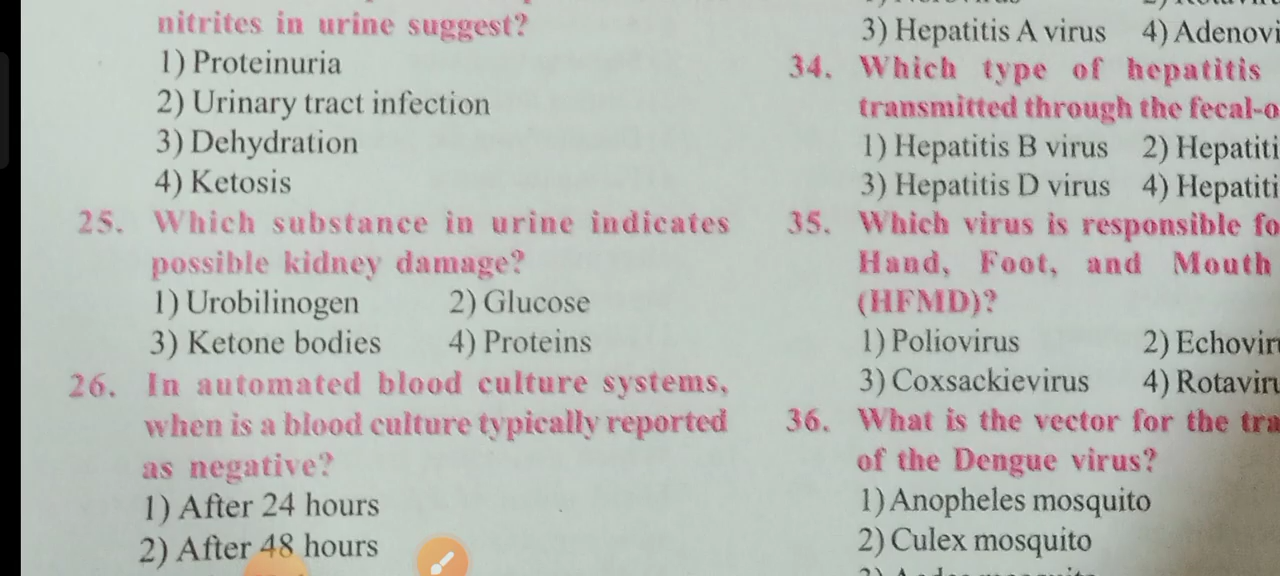 nitrites in urine suggest?
1) Proteinuria
2) Urinary tract infection
3) Dehydration
4) Ketosis
25. Which substance in urine indicates
possible kidney damage?
1) Urobilinogen 2) Glucose
3) Ketone bodies 4) Proteins
26. In automated blood culture systems,
when is a blood culture typically reported
as negative?
1) After 24 hours
2) After 48 hours
3) Hepatitis A virus 4) Adenovi
34. Which type of hepatitis
transmitted through the fecal-o
1) Hepatitis B virus 2) Hepatiti
3) Hepatitis D virus 4) Hepatiti
35. Which virus is responsible fo
Hand, Foot, and Mouth
(HFMD)?
1) Poliovirus 2) Echovir
3) Coxsackievirus 4) Rotaviru
36. What is the vector for the tra
of the Dengue virus?
1) Anopheles mosquito
2) Culex mosquito